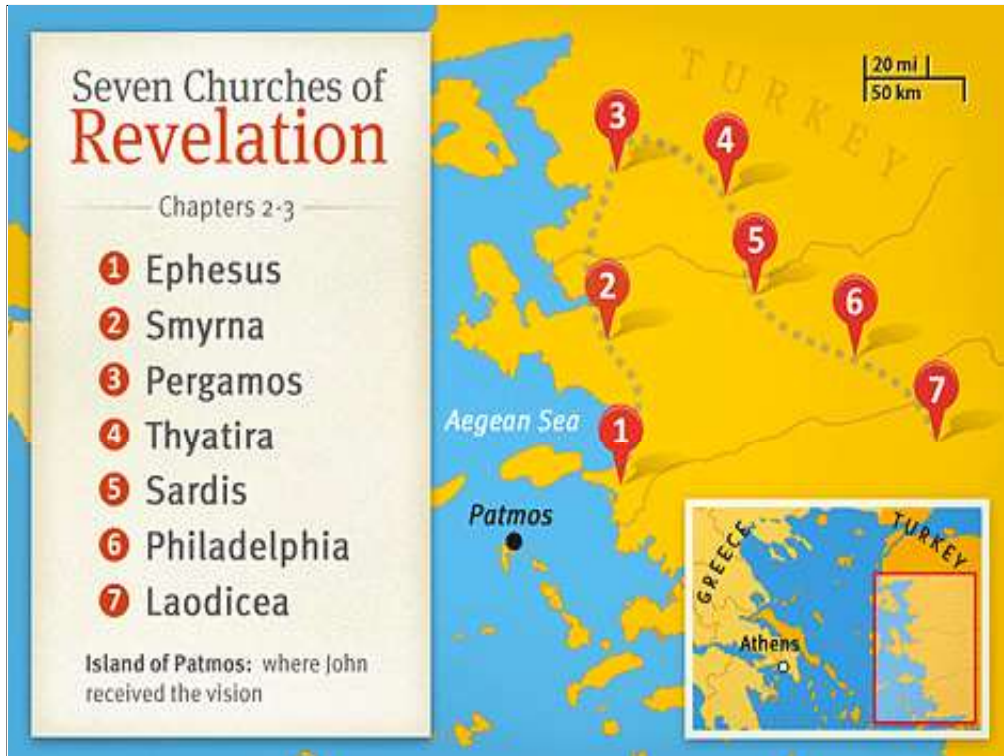 Seven Churches of
Revelation
Chapters 2-3
1 Ephesus
2 Smyrna
3 Pergamos
4 Thyatira
5 Sardis
6 Philadelphia
7 Laodicea
Island of Patmos: where John
received the vision
TURKEY
20 mi
50 km
3
4
5
2
6
7
1
Aegean Sea
Patmos
GREECE
TURKEY
Athens